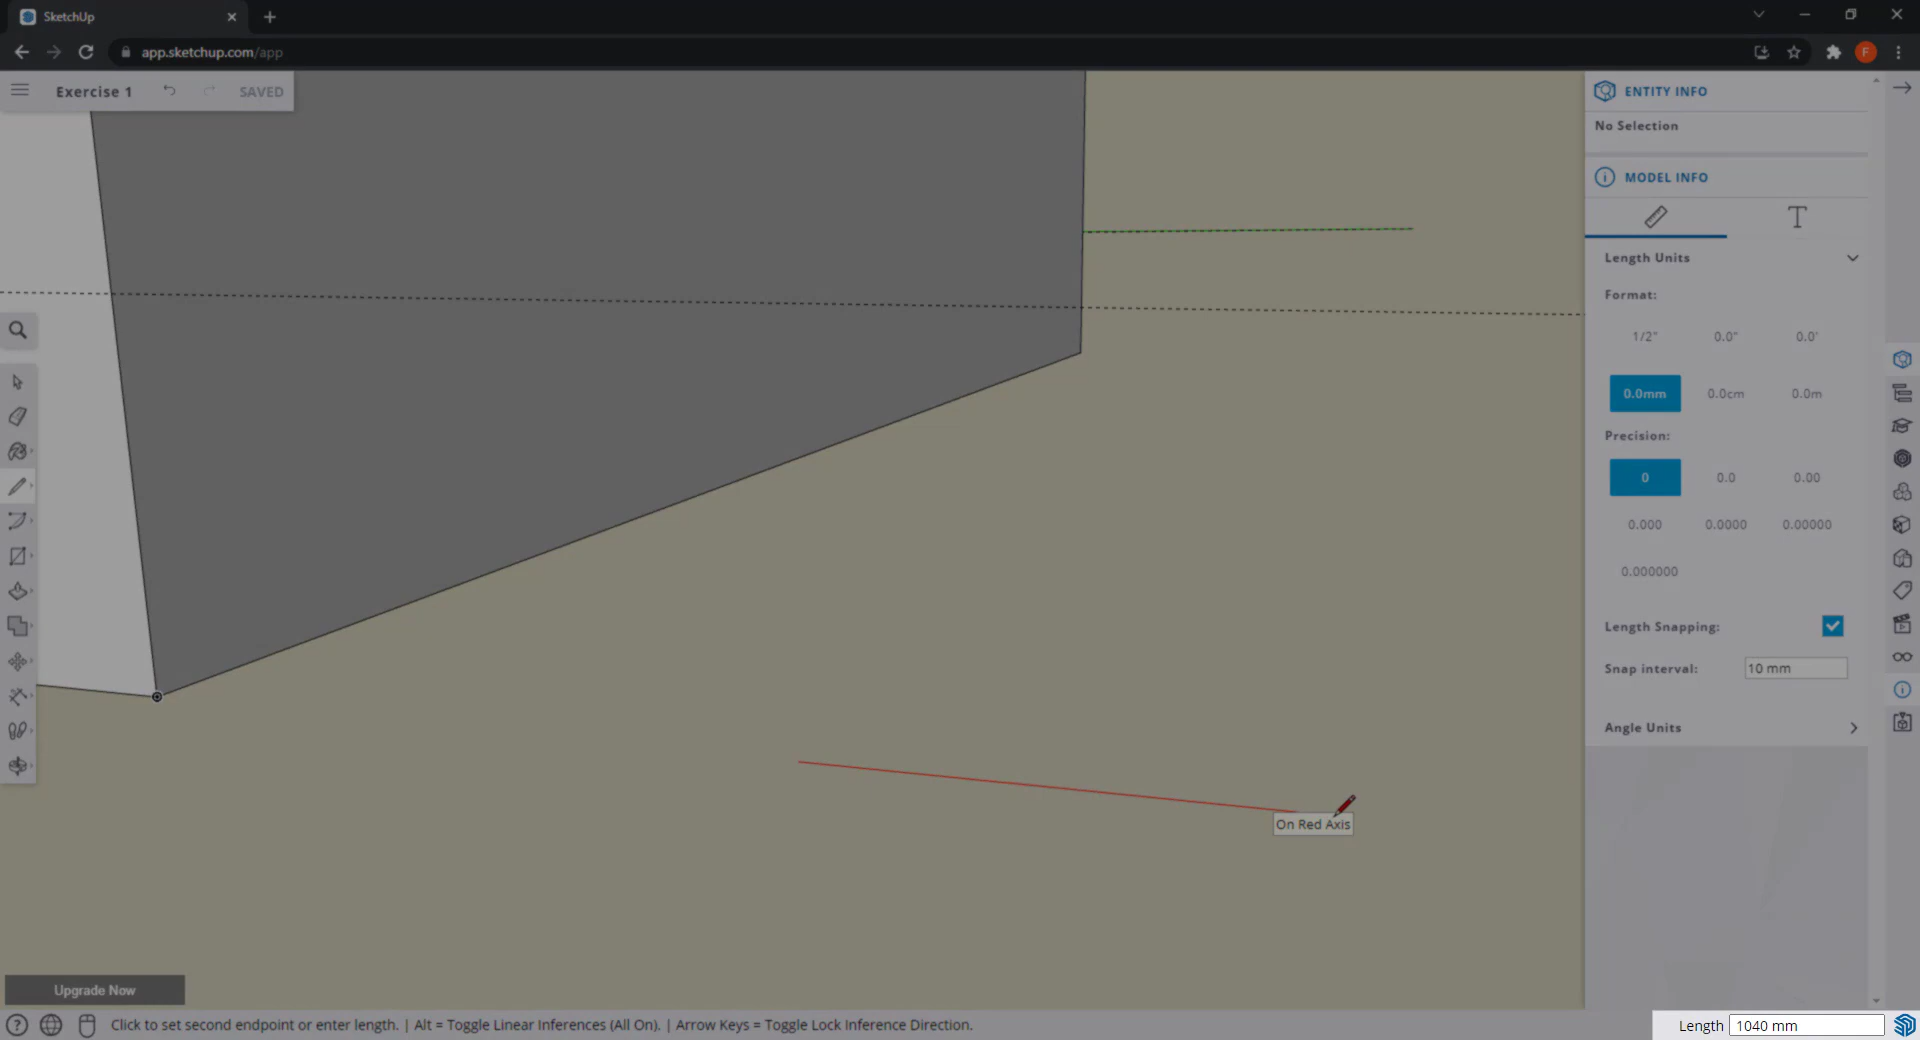 SketchUp
app.sketchup.com/app
F
Exercise 1
SAVED
ENTITY INFO
No Selection
MODEL INFO
Length Units
Format:
1/2" 0.0" 0.0'
0.0mm 0.0cm 0.0m
Precision:
0 0.0 0.00
0.000 0.0000 0.00000
0.000000
Length Snapping:
Snap interval: 10 mm
Angle Units
On Red Axis
Upgrade Now
Click to set second endpoint or enter length. | Alt = Toggle Linear Inferences (All On). | Arrow Keys = Toggle Lock Inference Direction.
Length 1040 mm